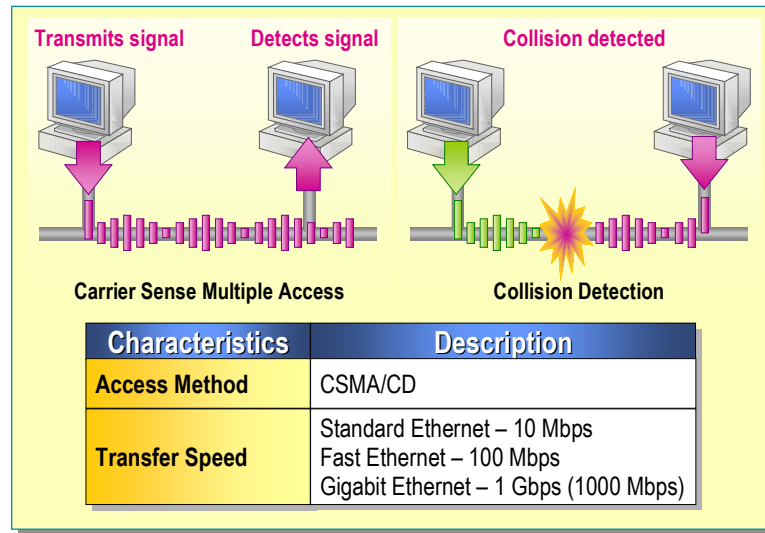 Transmits signal
Detects signal
Collision detected
Carrier Sense Multiple Access
Collision Detection
Characteristics
Description
Access Method
CSMA/CD
Transfer Speed
Standard Ethernet – 10 Mbps
Fast Ethernet – 100 Mbps
Gigabit Ethernet – 1 Gbps (1000 Mbps)